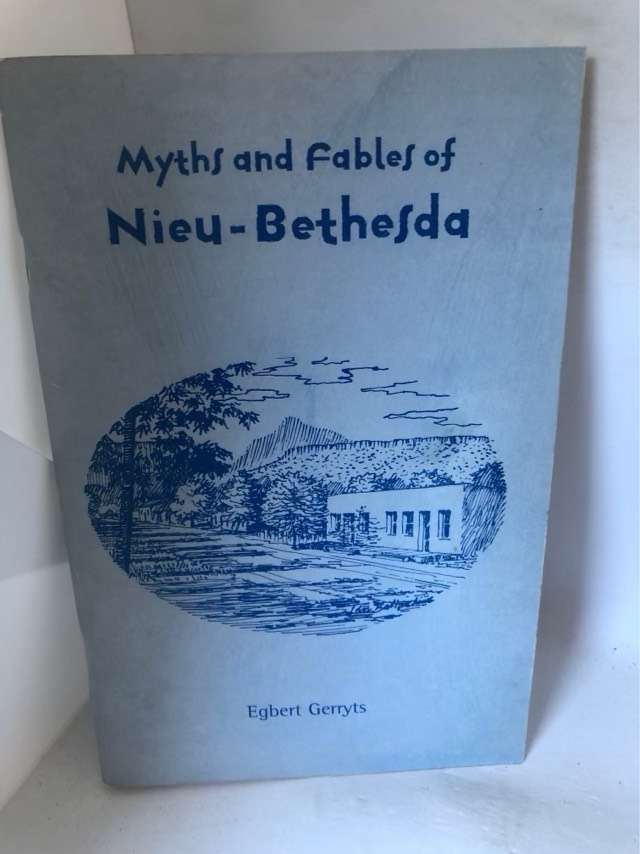 Myths and Fables of
Nieu-Bethesda
Egbert Gerryts